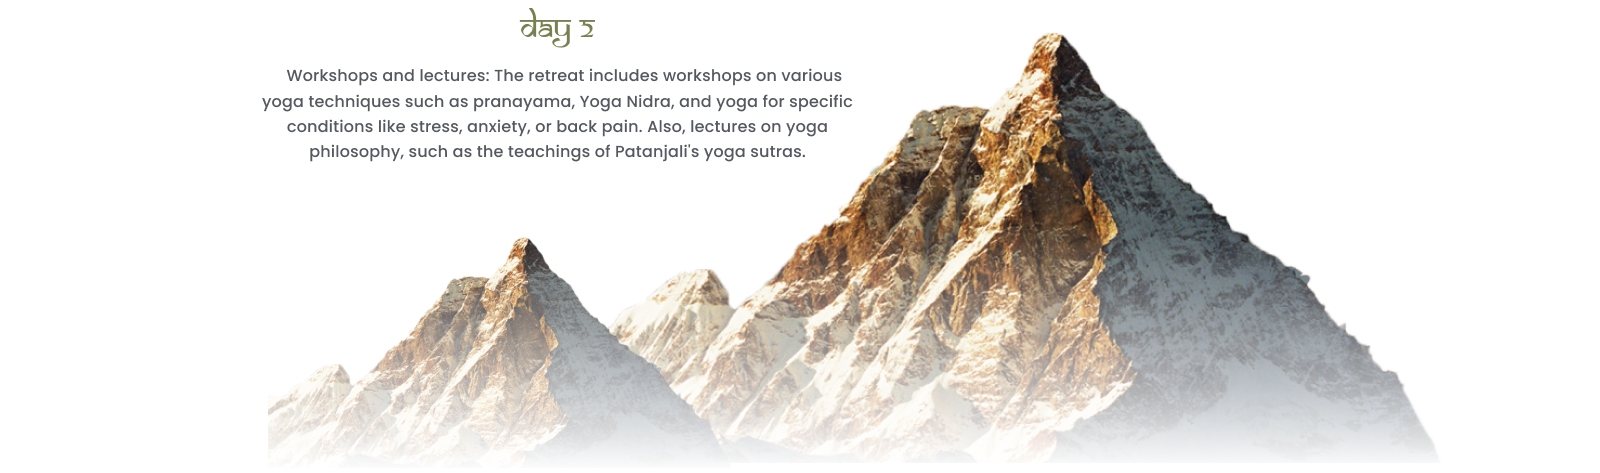 day 2
Workshops and lectures: The retreat includes workshops on various
yoga techniques such as pranayama, Yoga Nidra, and yoga for specific
conditions like stress, anxiety, or back pain. Also, lectures on yoga
philosophy, such as the teachings of Patanjali's yoga sutras.